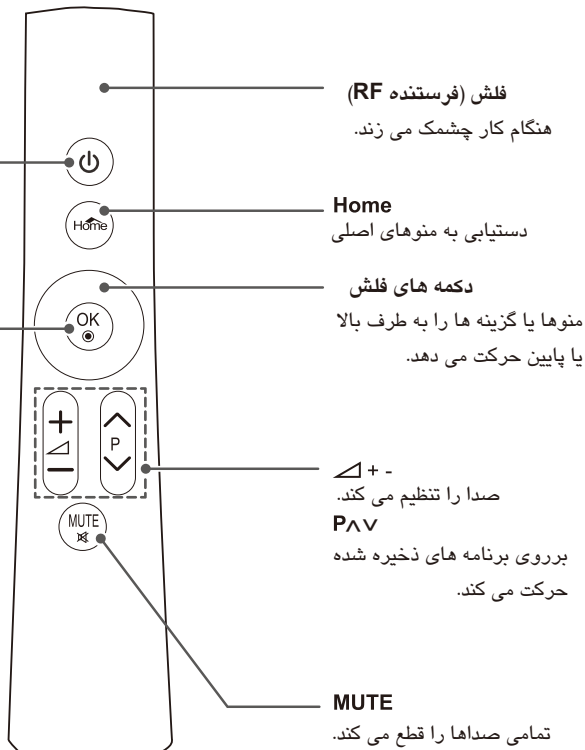 فلش (فرستنده RF)
هنگام کار چشمک می زند.
Home
Home
دستیابی به منوهای اصلی
دکمه های فلش
OK
منوها یا گزینه ها را به طرف بالا
یا پایین حرکت می دهد.
+
P
-
+ -
صدا را تنظیم می کند.
P∧∨
برروی برنامه های ذخیره شده
حرکت می کند.
MUTE
MUTE
تمامی صداها را قطع می کند.